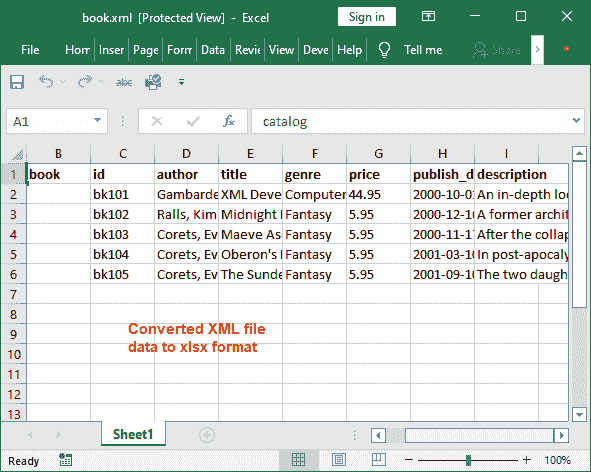 book.xml [Protected View] - Excel
Sign in
File Hom Inser Page Forr Data Revie View Deve Help Tell me Share
abc
A1 fx catalog
B C D E F G H I
1 book id author title genre price publish_d description
2 bk101 Gambarde XML Deve Computer 44.95 2000-10-0 An in-depth loo
3 bk102 Ralls, Kim Midnight Fantasy 5.95 2000-12-1 A former archit
4 bk103 Corets, Ev Maeve As Fantasy 5.95 2000-11-1 After the collap
5 bk104 Corets, Ev Oberon's Fantasy 5.95 2001-03-1 In post-apocaly
6 bk105 Corets, Ev The Sunde Fantasy 5.95 2001-09-1 The two daugh
7
8
9
10
11
12
13
Converted XML file
data to xlsx format
Sheet1
Ready 100%